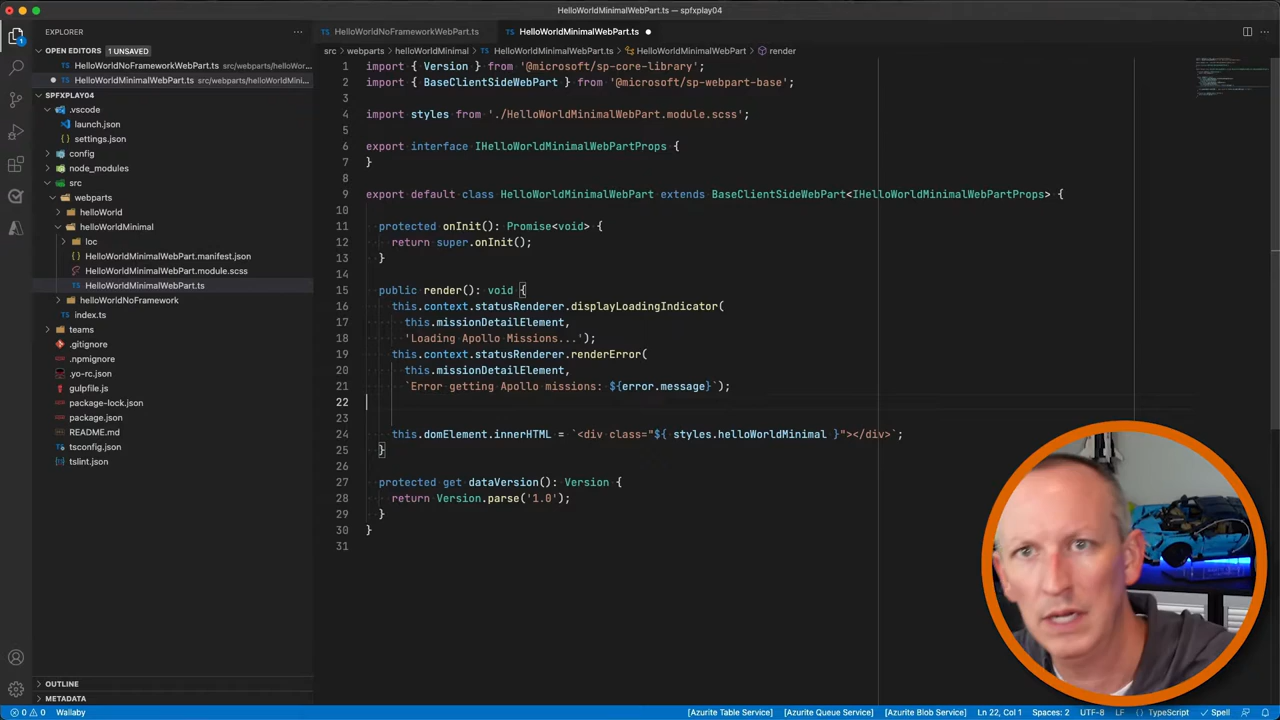 HelloWorldMinimalWebPart.ts — spfxplay04
EXPLORER
OPEN EDITORS 1 UNSAVED
HelloWorldNoFrameworkWebPart.ts src/webparts/helloWor...
HelloWorldMinimalWebPart.ts src/webparts/helloWorldMini...
SPFXPLAY04
.vscode
launch.json
settings.json
config
node_modules
src
webparts
helloWorld
helloWorldMinimal
loc
HelloWorldMinimalWebPart.manifest.json
HelloWorldMinimalWebPart.module.scss
HelloWorldMinimalWebPart.ts
helloWorldNoFramework
index.ts
teams
.gitignore
.npmignore
.yo-rc.json
gulpfile.js
package-lock.json
package.json
README.md
tsconfig.json
tslint.json
OUTLINE
METADATA
HelloWorldNoFrameworkWebPart.ts HelloWorldMinimalWebPart.ts
src > webparts > helloWorldMinimal > HelloWorldMinimalWebPart.ts > HelloWorldMinimalWebPart > render
1 import { Version } from '@microsoft/sp-core-library';
2 import { BaseClientSideWebPart } from '@microsoft/sp-webpart-base';
3
4 import styles from './HelloWorldMinimalWebPart.module.scss';
5
6 export interface IHelloWorldMinimalWebPartProps {
7 }
8
9 export default class HelloWorldMinimalWebPart extends BaseClientSideWebPart<IHelloWorldMinimalWebPartProps> {
10
11 protected onInit(): Promise<void> {
12 return super.onInit();
13 }
14
15 public render(): void {
16 this.context.statusRenderer.displayLoadingIndicator(
17 this.missionDetailElement,
18 'Loading Apollo Missions...');
19 this.context.statusRenderer.renderError(
20 this.missionDetailElement,
21 `Error getting Apollo missions: ${error.message}`);
22
23
24 this.domElement.innerHTML = `<div class="${ styles.helloWorldMinimal }"></div>`;
25 }
26
27 protected get dataVersion(): Version {
28 return Version.parse('1.0');
29 }
30 }
31
0 0 Wallaby [Azurite Table Service] [Azurite Queue Service] [Azurite Blob Service] Ln 22, Col 1 Spaces: 2 UTF-8 LF TypeScript Spell